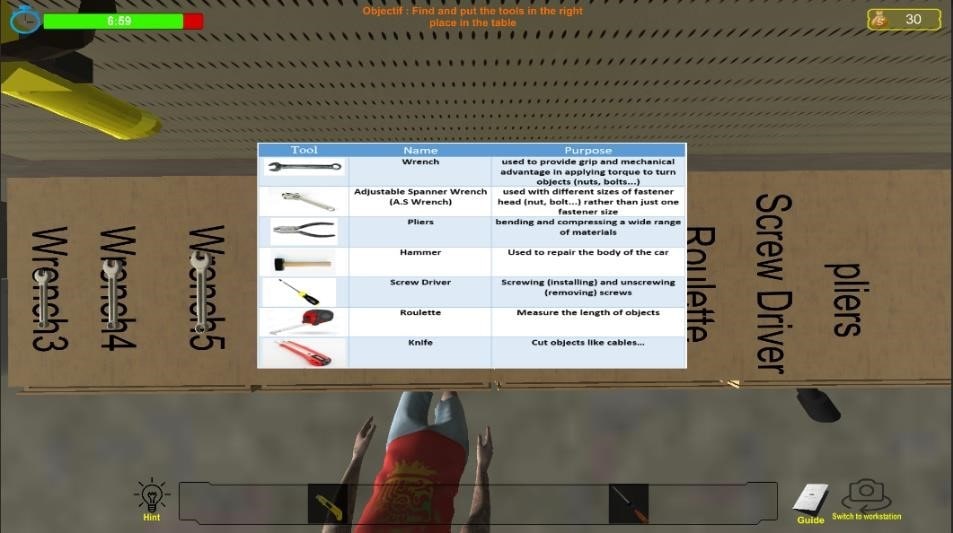 6:59
Objectif : Find and put the tools in the right
place in the table
30
Tool Name Purpose
Wrench used to provide grip and mechanical
advantage in applying torque to turn
objects (nuts, bolts...)
Adjustable Spanner Wrench
(A.S Wrench)
used with different sizes of fastener
head (nut, bolt...) rather than just one
fastener size
Pliers bending and compressing a wide range
of materials
Hammer Used to repair the body of the car
Screw Driver Screwing (installing) and unscrewing
(removing) screws
Roulette Measure the length of objects
Knife Cut objects like cables...
Wrench3
Wrench4
Wrench5
Roulette
Screw Driver
pliers
Hint
Guide
Switch to workstation